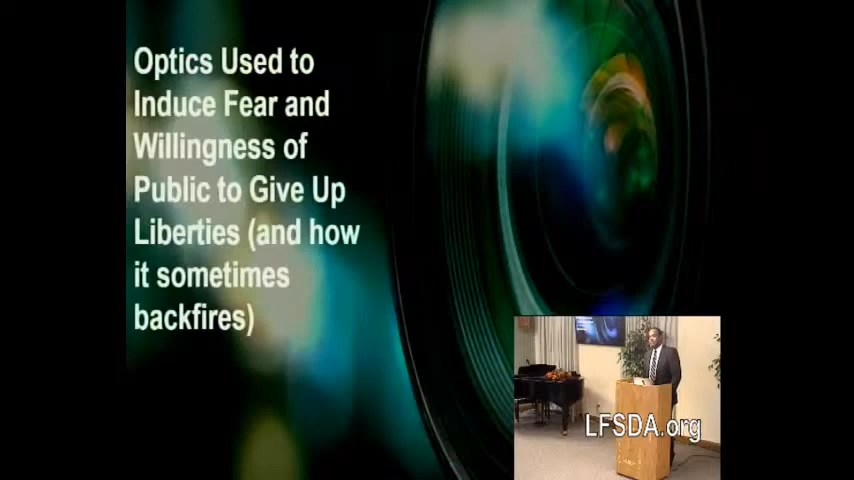 Optics Used to
Induce Fear and
Willingness of
Public to Give Up
Liberties (and how
it sometimes
backfires)
LFSDA.org